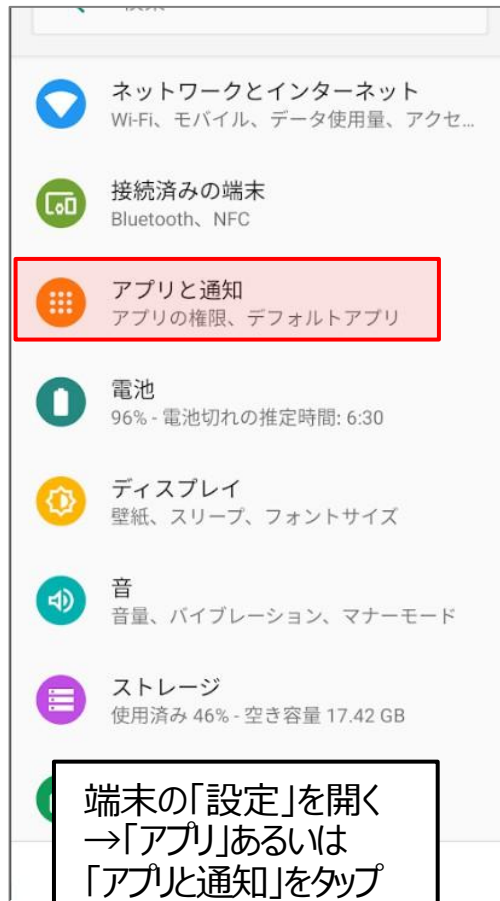 ネットワークとインターネット
Wi-Fi、モバイル、データ使用量、アクセ...
接続済みの端末
Bluetooth、NFC
アプリと通知
アプリの権限、デフォルトアプリ
電池
96% - 電池切れの推定時間: 6:30
ディスプレイ
壁紙、スリープ、フォントサイズ
音
音量、バイブレーション、マナーモード
ストレージ
使用済み 46% - 空き容量 17.42 GB
端末の「設定」を開く
→「アプリ」あるいは
「アプリと通知」をタップ